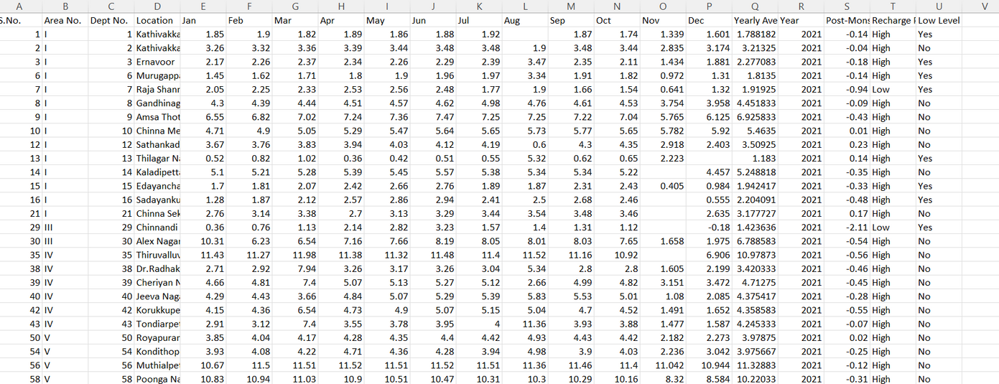 A B C D E F G H I J K L M N O P Q R S T U V
S.No. Area No. Dept No. Location Jan Feb Mar Apr May Jun Jul Aug Sep Oct Nov Dec Yearly Ave Year Post-Mons Recharge Low Level
1 I 1 Kathivakka 1.85 1.9 1.82 1.89 1.86 1.88 1.92 1.87 1.74 1.339 1.601 1.788182 2021 -0.14 High Yes
2 I 2 Kathivakka 3.26 3.32 3.36 3.39 3.44 3.48 3.48 1.9 3.48 3.44 2.835 3.174 3.21325 2021 -0.04 High No
3 I 3 Ernavoor 2.17 2.26 2.37 2.34 2.26 2.29 2.39 3.47 2.35 2.11 1.434 1.881 2.277083 2021 -0.18 High Yes
6 I 6 Murugappa 1.45 1.62 1.71 1.8 1.9 1.96 1.97 3.34 1.91 1.82 0.972 1.31 1.8135 2021 -0.14 High Yes
7 I 7 Raja Shann 2.05 2.25 2.33 2.53 2.56 2.48 1.77 1.9 1.66 1.54 0.641 1.32 1.91925 2021 -0.94 Low Yes
8 I 8 Gandhinag 4.3 4.39 4.44 4.51 4.57 4.62 4.98 4.76 4.61 4.53 3.754 3.958 4.451833 2021 -0.09 High No
9 I 9 Amsa Thot 6.55 6.82 7.02 7.24 7.36 7.47 7.25 7.25 7.22 7.04 5.765 6.125 6.925833 2021 -0.43 High No
10 I 10 Chinna Me 4.71 4.9 5.05 5.29 5.47 5.64 5.65 5.73 5.77 5.65 5.782 5.92 5.4635 2021 0.01 High No
12 I 12 Sathankad 3.67 3.76 3.83 3.94 4.03 4.12 4.19 0.6 4.3 4.35 2.918 2.403 3.50925 2021 0.23 High No
13 I 13 Thilagar Na 0.52 0.82 1.02 0.36 0.42 0.51 0.55 5.32 0.62 0.65 2.223 1.183 2021 0.14 High Yes
14 I 14 Kaladipetta 5.1 5.21 5.28 5.39 5.45 5.57 5.38 5.34 5.34 5.22 4.457 5.248818 2021 -0.35 High No
15 I 15 Edayancha 1.7 1.81 2.07 2.42 2.66 2.76 1.89 1.87 2.31 2.43 0.405 0.984 1.942417 2021 -0.33 High Yes
16 I 16 Sadayanku 1.28 1.87 2.12 2.57 2.86 2.94 2.41 2.5 2.68 2.46 0.555 2.204091 2021 -0.48 High Yes
21 I 21 Chinna Sek 2.76 3.14 3.38 2.7 3.13 3.29 3.44 3.54 3.48 3.46 2.635 3.177727 2021 0.17 High No
29 III 29 Chinnandi 0.36 0.76 1.13 2.14 2.82 3.23 1.57 1.4 1.31 1.12 -0.18 1.423636 2021 -2.11 Low Yes
30 III 30 Alex Nagar 10.31 6.23 6.54 7.16 7.66 8.19 8.05 8.01 8.03 7.65 1.658 1.975 6.788583 2021 -0.54 High No
35 IV 35 Thiruvalluv 11.43 11.27 11.98 11.38 11.32 11.48 11.4 11.52 11.16 10.92 6.906 10.97873 2021 -0.56 High No
38 IV 38 Dr.Radhak 2.71 2.92 7.94 3.26 3.17 3.26 3.04 5.34 2.8 2.8 1.605 2.199 3.420333 2021 -0.46 High No
39 IV 39 Cheriyan N 4.66 4.81 7.4 5.07 5.13 5.27 5.12 2.66 4.99 4.82 3.151 3.472 4.71275 2021 -0.45 High No
40 IV 40 Jeeva Naga 4.29 4.43 3.66 4.84 5.07 5.29 5.39 5.83 5.53 5.01 1.08 2.085 4.375417 2021 -0.28 High No
42 IV 42 Korukkupe 4.15 4.36 6.54 4.73 4.9 5.07 5.15 5.04 4.7 4.52 1.491 1.652 4.358583 2021 -0.55 High No
43 IV 43 Tondiarpet 2.91 3.12 7.4 3.55 3.78 3.95 4 11.36 3.93 3.88 1.477 1.587 4.245333 2021 -0.07 High No
50 V 50 Royapuram 3.85 4.04 4.17 4.28 4.35 4.4 4.42 4.93 4.43 4.42 2.182 2.273 3.97875 2021 0.02 High No
54 V 54 Kondithop 3.93 4.08 4.22 4.71 4.36 4.28 3.94 4.98 3.9 4.03 2.236 3.042 3.975667 2021 -0.25 High No
56 V 56 Muthialpet 10.67 11.5 11.51 11.52 11.51 11.52 11.51 11.36 11.46 11.4 11.042 10.944 11.32883 2021 -0.12 High No
58 V 58 Poonga Na 10.83 10.94 11.03 10.9 10.51 10.47 10.31 10.3 10.29 10.16 8.32 8.584 10.22033 2021 -0.31 High No